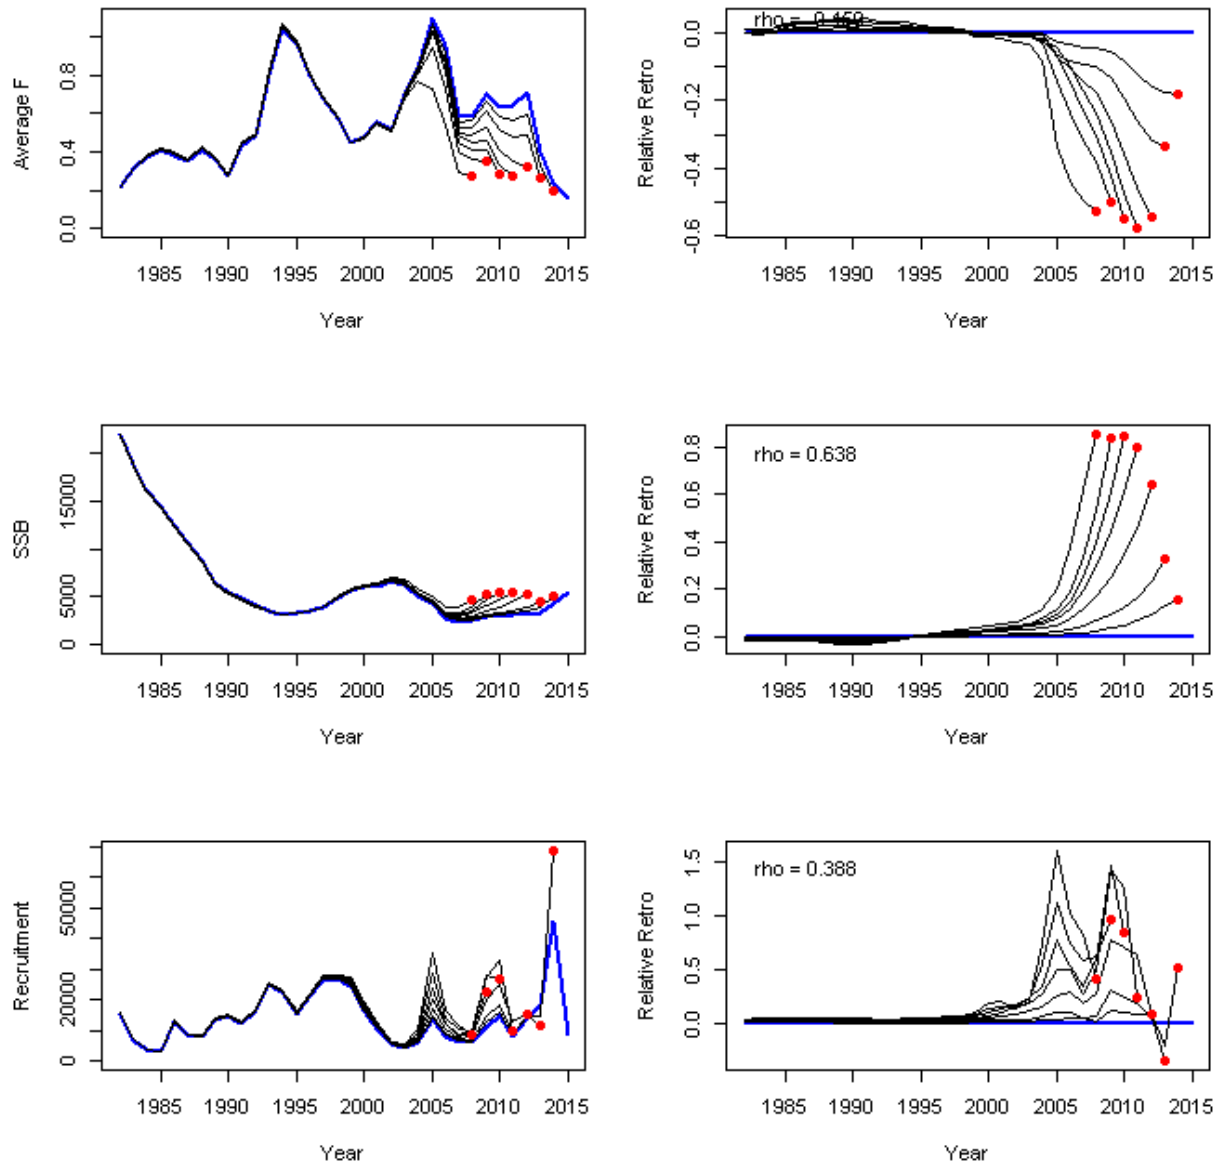 Average F
0.0 0.4 0.8
1985 1990 1995 2000 2005 2010 2015
Year
Relative Retro
-0.6 -0.4 -0.2 0.0
rho =
1985 1990 1995 2000 2005 2010 2015
Year
SSB
0 5000 15000
1985 1990 1995 2000 2005 2010 2015
Year
Relative Retro
0.0 0.2 0.4 0.6 0.8
rho = 0.638
1985 1990 1995 2000 2005 2010 2015
Year
Recruitment
0 20000 50000
1985 1990 1995 2000 2005 2010 2015
Year
Relative Retro
0.0 0.5 1.0 1.5
rho = 0.388
1985 1990 1995 2000 2005 2010 2015
Year